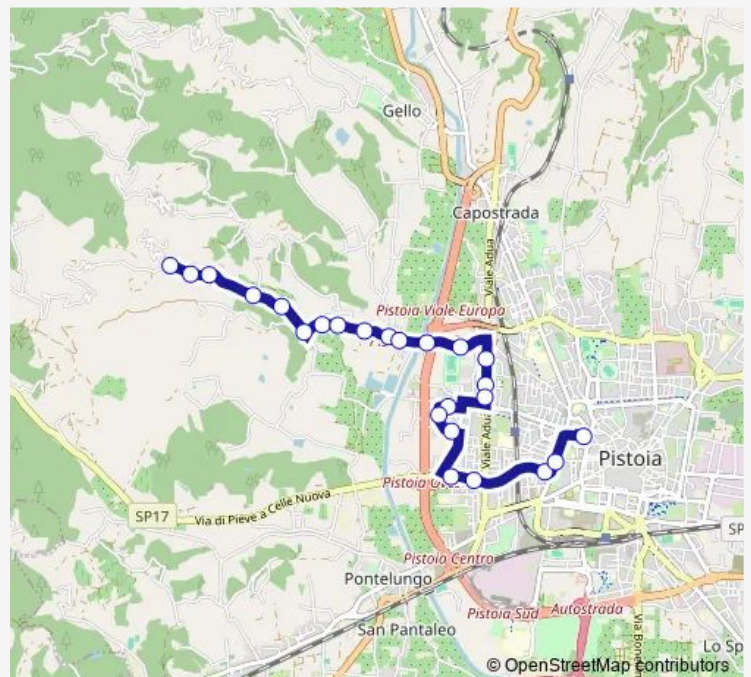 Gello
Capostrada
Viale Adua
Pistoia Viale Europa
Viale Adua
Pistoia
Pistoia
SP17
Via di Pieve a Celle Nuova
SP
Pistoia Centro
Pontelungo
Pistoia Sud
Autostrada
San Pantaleo
Lo Sp
© OpenStreetMap contributors